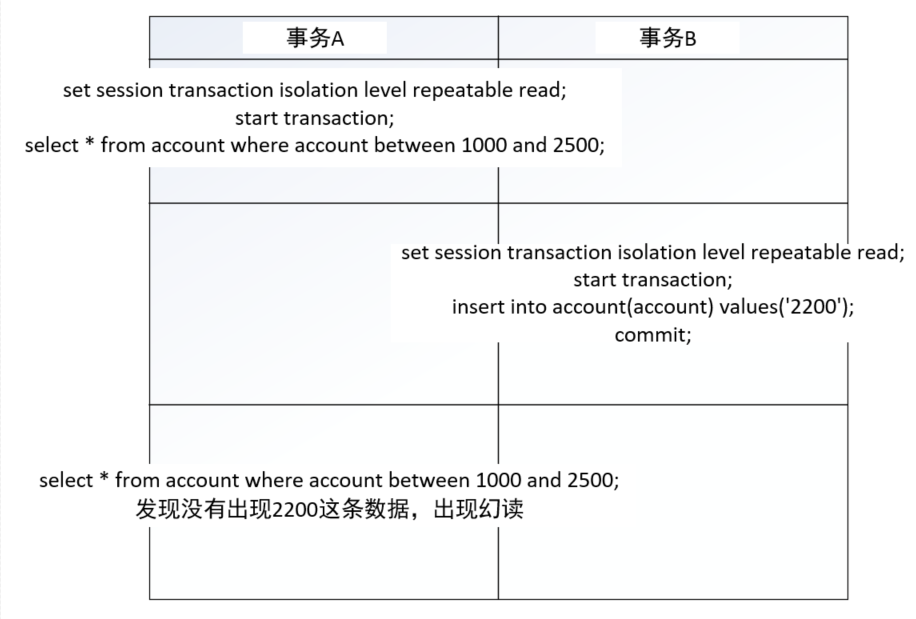 事务A
事务B
set session transaction isolation level repeatable read;
start transaction;
select * from account where account between 1000 and 2500;
set session transaction isolation level repeatable read;
start transaction;
insert into account(account) values('2200');
commit;
select * from account where account between 1000 and 2500;
发现没有出现2200这条数据，出现幻读